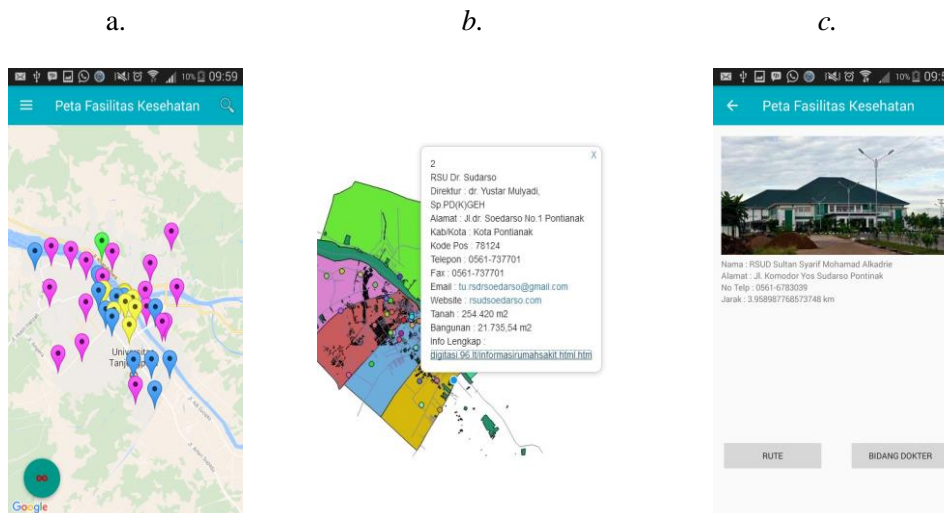 a.
b.
c.
10% 09:59
Peta Fasilitas Kesehatan
Google
2
RSU Dr. Sudarso
Direktur : dr. Yustar Mulyadi,
Sp.PD(K)GEH
Alamat : Jl.dr. Soedarso No.1 Pontianak
Kab/Kota : Kota Pontianak
Kode Pos : 78124
Telepon : 0561-737701
Fax : 0561-737701
Email : tu.rsdrsoedarso@gmail.com
Website : rsudsoedarso.com
Tanah : 254.420 m2
Bangunan : 21.735,54 m2
Info Lengkap :
digitasi.96.lt/informasirumahsakit.html.htm
X
10%
Peta Fasilitas Kesehatan
Nama : RSUD Sultan Syarif Mohamad Alkadrie
Alamat : Jl. Komodor Yos Sudarso Pontinak
No Telp : 0561-6783039
Jarak : 3.958987768573748 km
RUTE
BIDANG DOKTER